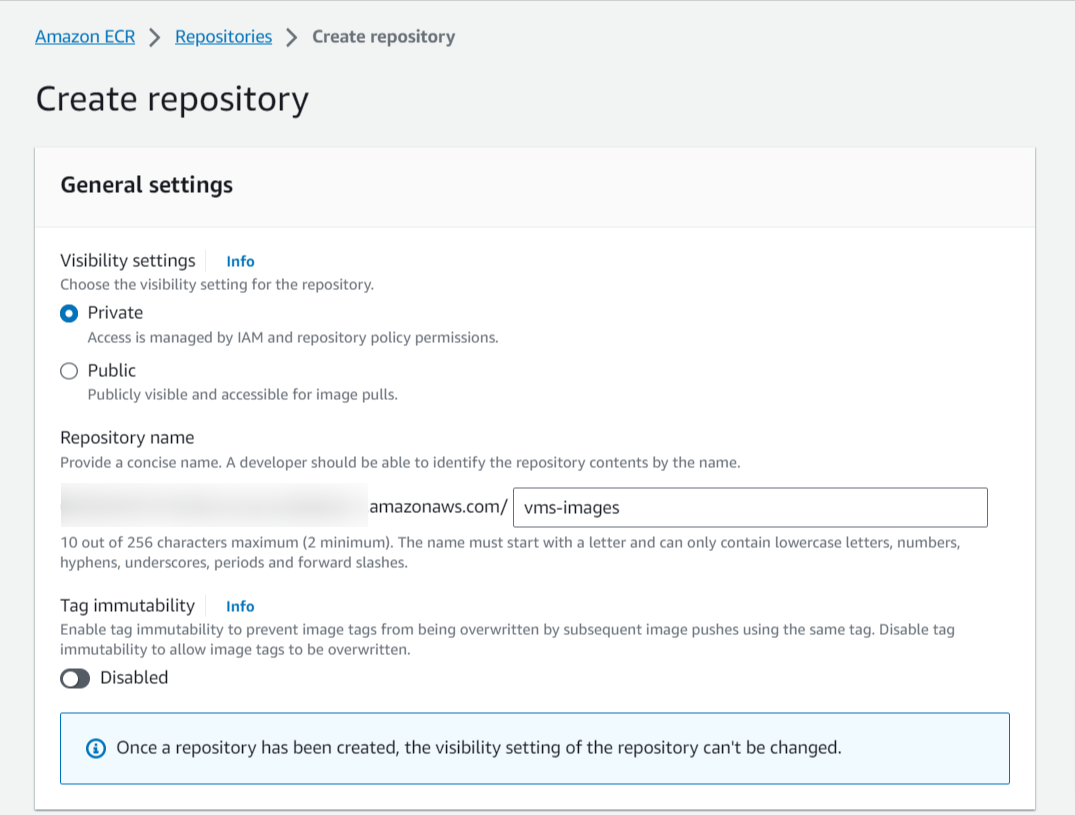 Amazon ECR > Repositories > Create repository
Create repository
General settings
Visibility settings Info
Choose the visibility setting for the repository.
Private
Access is managed by IAM and repository policy permissions.
Public
Publicly visible and accessible for image pulls.
Repository name
Provide a concise name. A developer should be able to identify the repository contents by the name.
amazonaws.com/ vms-images
10 out of 256 characters maximum (2 minimum). The name must start with a letter and can only contain lowercase letters, numbers,
hyphens, underscores, periods and forward slashes.
Tag immutability Info
Enable tag immutability to prevent image tags from being overwritten by subsequent image pushes using the same tag. Disable tag
immutability to allow image tags to be overwritten.
Disabled
Once a repository has been created, the visibility setting of the repository can't be changed.